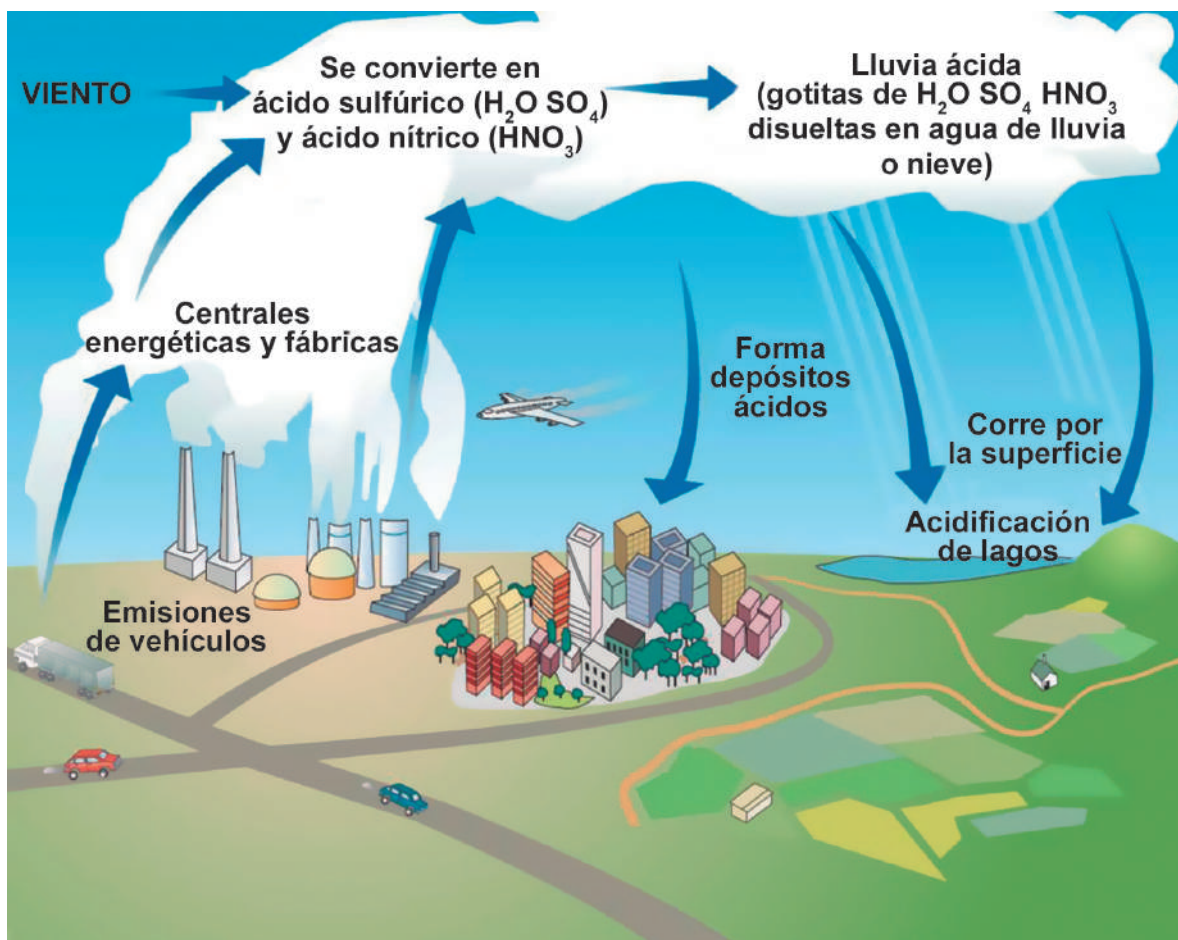 VIENTO
Se convierte en
ácido sulfúrico (H₂O SO₄)
y ácido nítrico (HNO₃)
Lluvia ácida
(gotitas de H₂O SO₄ HNO₃
disueltas en agua de lluvia
o nieve)
Centrales
energéticas y fábricas
Forma
depósitos
ácidos
Corre por
la superficie
Acidificación
de lagos
Emisiones
de vehículos